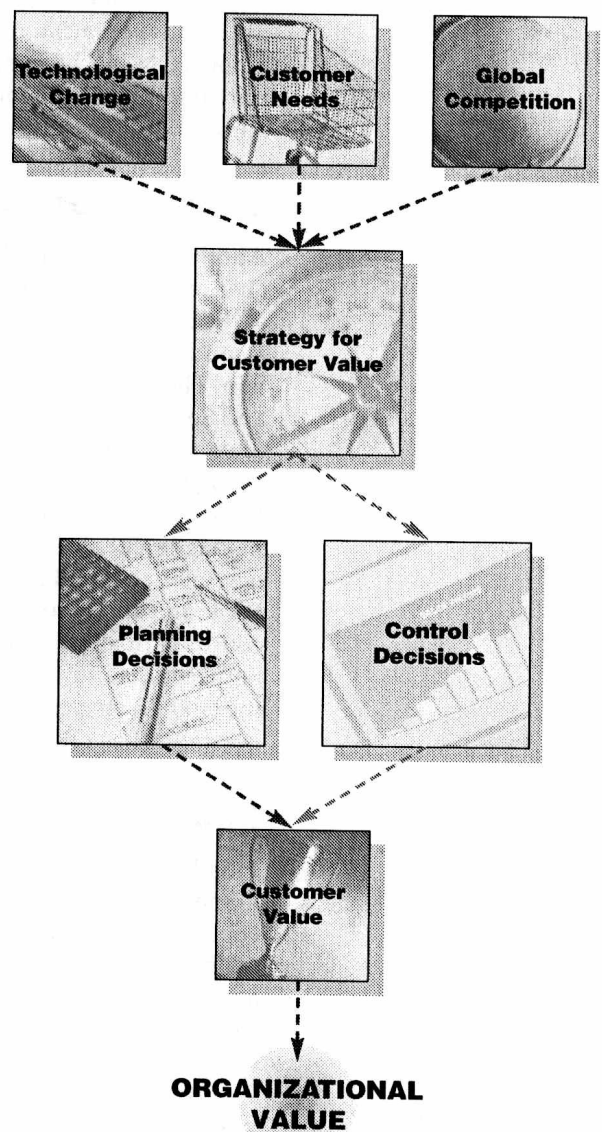 Technological
Change
Customer
Needs
Global
Competition
Strategy for
Customer Value
Planning
Decisions
Control
Decisions
Customer
Value
ORGANIZATIONAL
VALUE